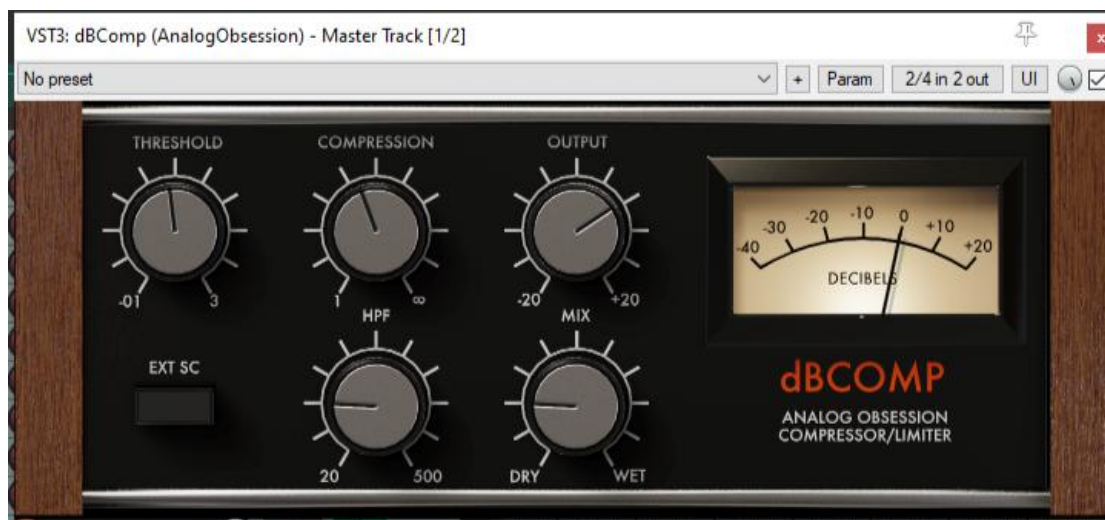 VST3: dBComp (AnalogObsession) - Master Track [1/2]
x
No preset
+
Param
2/4 in 2 out
UI
THRESHOLD
COMPRESSION
OUTPUT
-01
3
1
∞
-20
+20
-40
-30
-20
-10
0
+10
+20
DECIBELS
EXT SC
HPF
MIX
20
500
DRY
WET
dBCOMP
ANALOG OBSESSION
COMPRESSOR/LIMITER